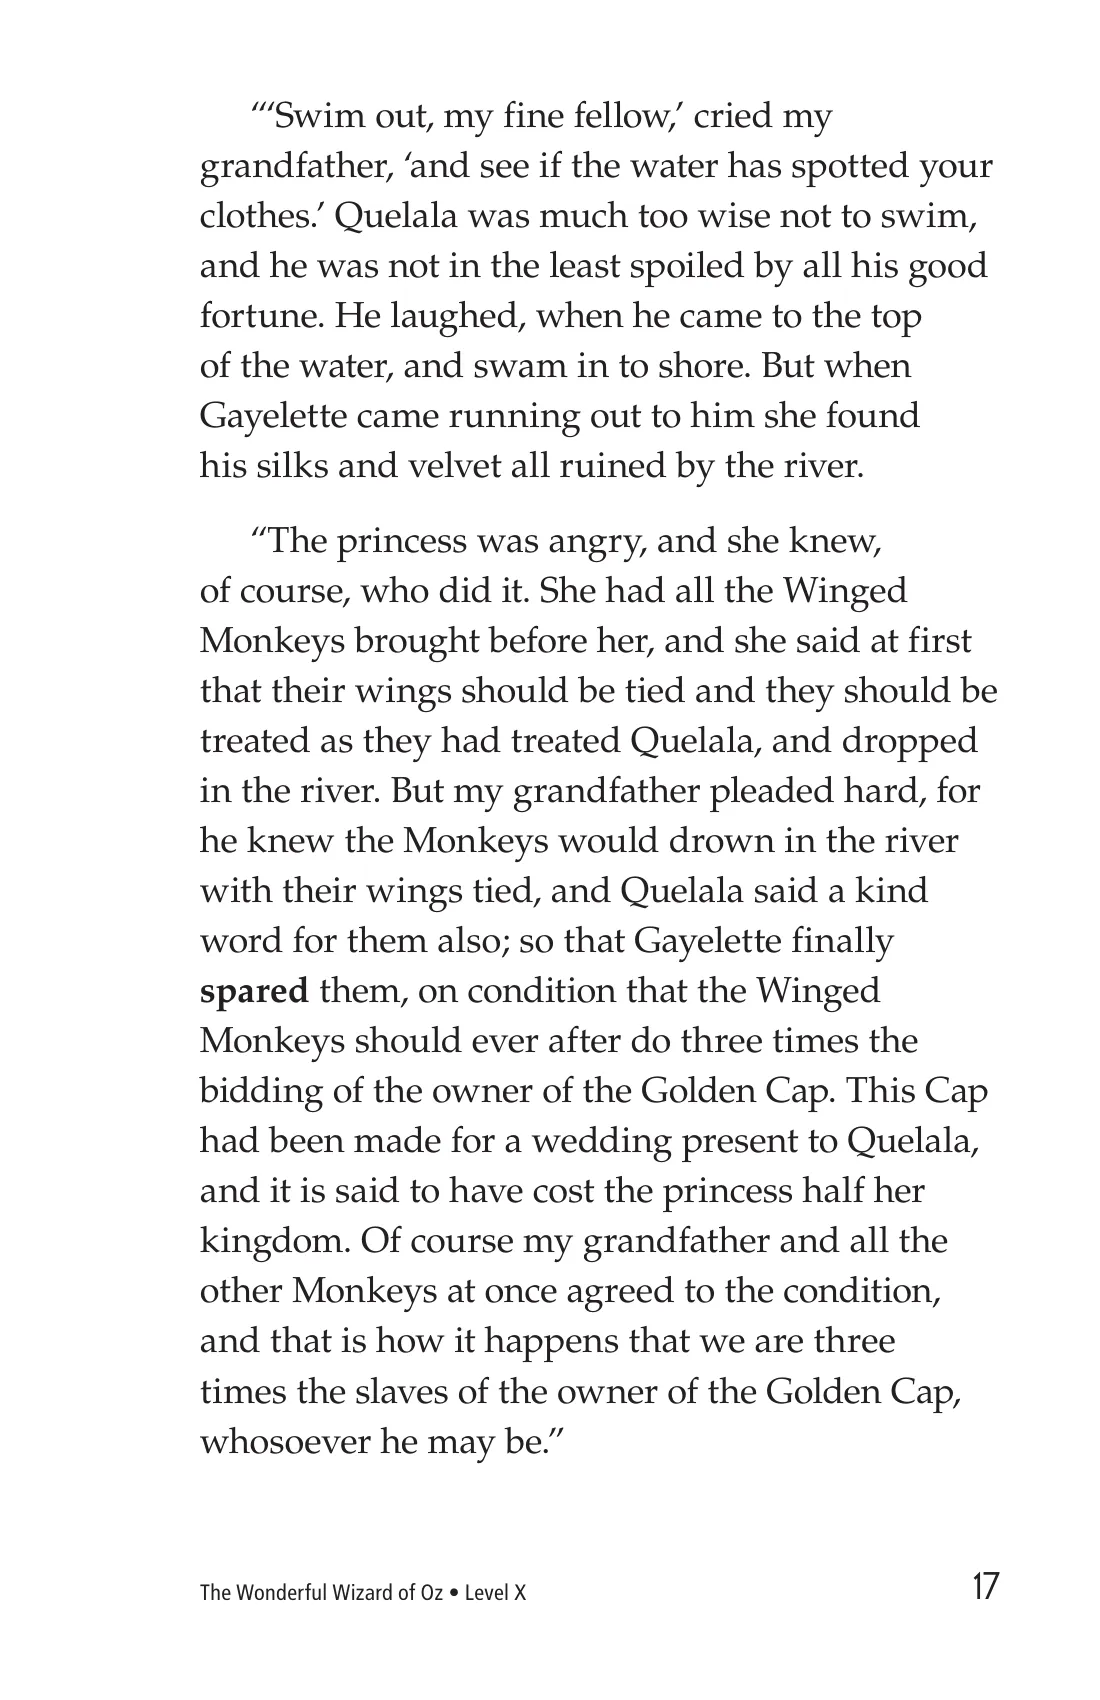 “‘Swim out, my fine fellow,’ cried my
grandfather, ‘and see if the water has spotted your
clothes.’ Quelala was much too wise not to swim,
and he was not in the least spoiled by all his good
fortune. He laughed, when he came to the top
of the water, and swam in to shore. But when
Gayelette came running out to him she found
his silks and velvet all ruined by the river.
“The princess was angry, and she knew,
of course, who did it. She had all the Winged
Monkeys brought before her, and she said at first
that their wings should be tied and they should be
treated as they had treated Quelala, and dropped
in the river. But my grandfather pleaded hard, for
he knew the Monkeys would drown in the river
with their wings tied, and Quelala said a kind
word for them also; so that Gayelette finally
spared them, on condition that the Winged
Monkeys should ever after do three times the
bidding of the owner of the Golden Cap. This Cap
had been made for a wedding present to Quelala,
and it is said to have cost the princess half her
kingdom. Of course my grandfather and all the
other Monkeys at once agreed to the condition,
and that is how it happens that we are three
times the slaves of the owner of the Golden Cap,
whosoever he may be.”
The Wonderful Wizard of Oz • Level X
17